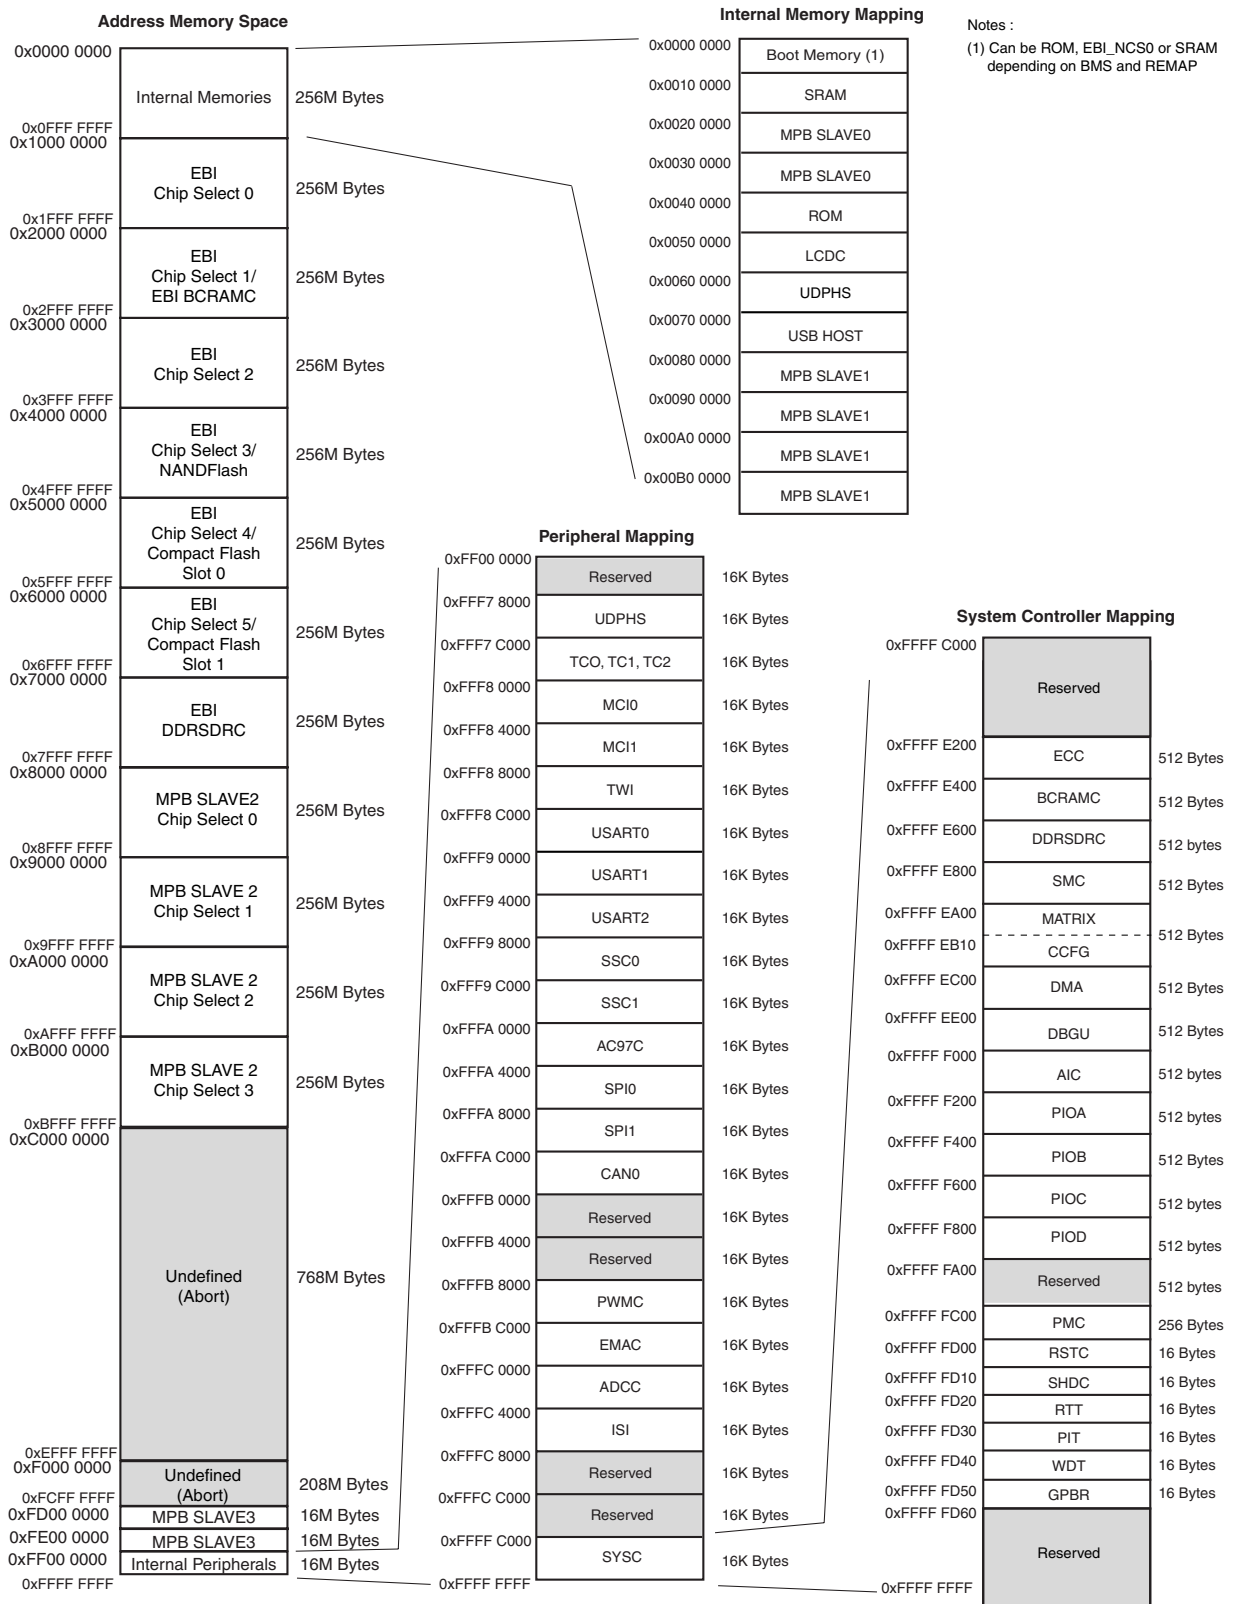 Address Memory Space
0x0000 0000
Internal Memories
256M Bytes
0x0FFF FFFF
0x1000 0000
EBI
Chip Select 0
256M Bytes
0x1FFF FFFF
0x2000 0000
EBI
Chip Select 1/
EBI BCRAMC
256M Bytes
0x2FFF FFFF
0x3000 0000
EBI
Chip Select 2
256M Bytes
0x3FFF FFFF
0x4000 0000
EBI
Chip Select 3/
NANDFlash
256M Bytes
0x4FFF FFFF
0x5000 0000
EBI
Chip Select 4/
Compact Flash
Slot 0
256M Bytes
0x5FFF FFFF
0x6000 0000
EBI
Chip Select 5/
Compact Flash
Slot 1
256M Bytes
0x6FFF FFFF
0x7000 0000
EBI
DDRSDRC
256M Bytes
0x7FFF FFFF
0x8000 0000
MPB SLAVE2
Chip Select 0
256M Bytes
0x8FFF FFFF
0x9000 0000
MPB SLAVE 2
Chip Select 1
256M Bytes
0x9FFF FFFF
0xA000 0000
MPB SLAVE 2
Chip Select 2
256M Bytes
0xAFFF FFFF
0xB000 0000
MPB SLAVE 2
Chip Select 3
256M Bytes
0xBFFF FFFF
0xC000 0000
Undefined
(Abort)
768M Bytes
0xEFFF FFFF
0xF000 0000
Undefined
(Abort)
208M Bytes
0xFCFF FFFF
0xFD00 0000
MPB SLAVE3
16M Bytes
0xFE00 0000
MPB SLAVE3
16M Bytes
0xFF00 0000
Internal Peripherals
16M Bytes
0xFFFF FFFF
Internal Memory Mapping
0x0000 0000
Boot Memory (1)
0x0010 0000
SRAM
0x0020 0000
MPB SLAVE0
0x0030 0000
MPB SLAVE0
0x0040 0000
ROM
0x0050 0000
LCDC
0x0060 0000
UDPHS
0x0070 0000
USB HOST
0x0080 0000
MPB SLAVE1
0x0090 0000
MPB SLAVE1
0x00A0 0000
MPB SLAVE1
0x00B0 0000
MPB SLAVE1
Notes :
(1) Can be ROM, EBI_NCS0 or SRAM
depending on BMS and REMAP
Peripheral Mapping
0xFF00 0000
Reserved
16K Bytes
0xFFF7 8000
UDPHS
16K Bytes
0xFFF7 C000
TCO, TC1, TC2
16K Bytes
0xFFF8 0000
MCI0
16K Bytes
0xFFF8 4000
MCI1
16K Bytes
0xFFF8 8000
TWI
16K Bytes
0xFFF8 C000
USART0
16K Bytes
0xFFF9 0000
USART1
16K Bytes
0xFFF9 4000
USART2
16K Bytes
0xFFF9 8000
SSC0
16K Bytes
0xFFF9 C000
SSC1
16K Bytes
0xFFFA 0000
AC97C
16K Bytes
0xFFFA 4000
SPI0
16K Bytes
0xFFFA 8000
SPI1
16K Bytes
0xFFFA C000
CAN0
16K Bytes
0xFFFB 0000
Reserved
16K Bytes
0xFFFB 4000
Reserved
16K Bytes
0xFFFB 8000
PWMC
16K Bytes
0xFFFB C000
EMAC
16K Bytes
0xFFFC 0000
ADCC
16K Bytes
0xFFFC 4000
ISI
16K Bytes
0xFFFC 8000
Reserved
16K Bytes
0xFFFC C000
Reserved
16K Bytes
0xFFFF C000
SYSC
16K Bytes
0xFFFF FFFF
System Controller Mapping
0xFFFF C000
Reserved
0xFFFF E200
ECC
512 Bytes
0xFFFF E400
BCRAMC
512 Bytes
0xFFFF E600
DDRSDRC
512 bytes
0xFFFF E800
SMC
512 Bytes
0xFFFF EA00
MATRIX
512 Bytes
0xFFFF EB10
CCFG
0xFFFF EC00
DMA
512 Bytes
0xFFFF EE00
DBGU
512 Bytes
0xFFFF F000
AIC
512 bytes
0xFFFF F200
PIOA
512 bytes
0xFFFF F400
PIOB
512 Bytes
0xFFFF F600
PIOC
512 bytes
0xFFFF F800
PIOD
512 bytes
0xFFFF FA00
Reserved
512 bytes
0xFFFF FC00
PMC
256 Bytes
0xFFFF FD00
RSTC
16 Bytes
0xFFFF FD10
SHDC
16 Bytes
0xFFFF FD20
RTT
16 Bytes
0xFFFF FD30
PIT
16 Bytes
0xFFFF FD40
WDT
16 Bytes
0xFFFF FD50
GPBR
16 Bytes
0xFFFF FD60
Reserved
0xFFFF FFFF